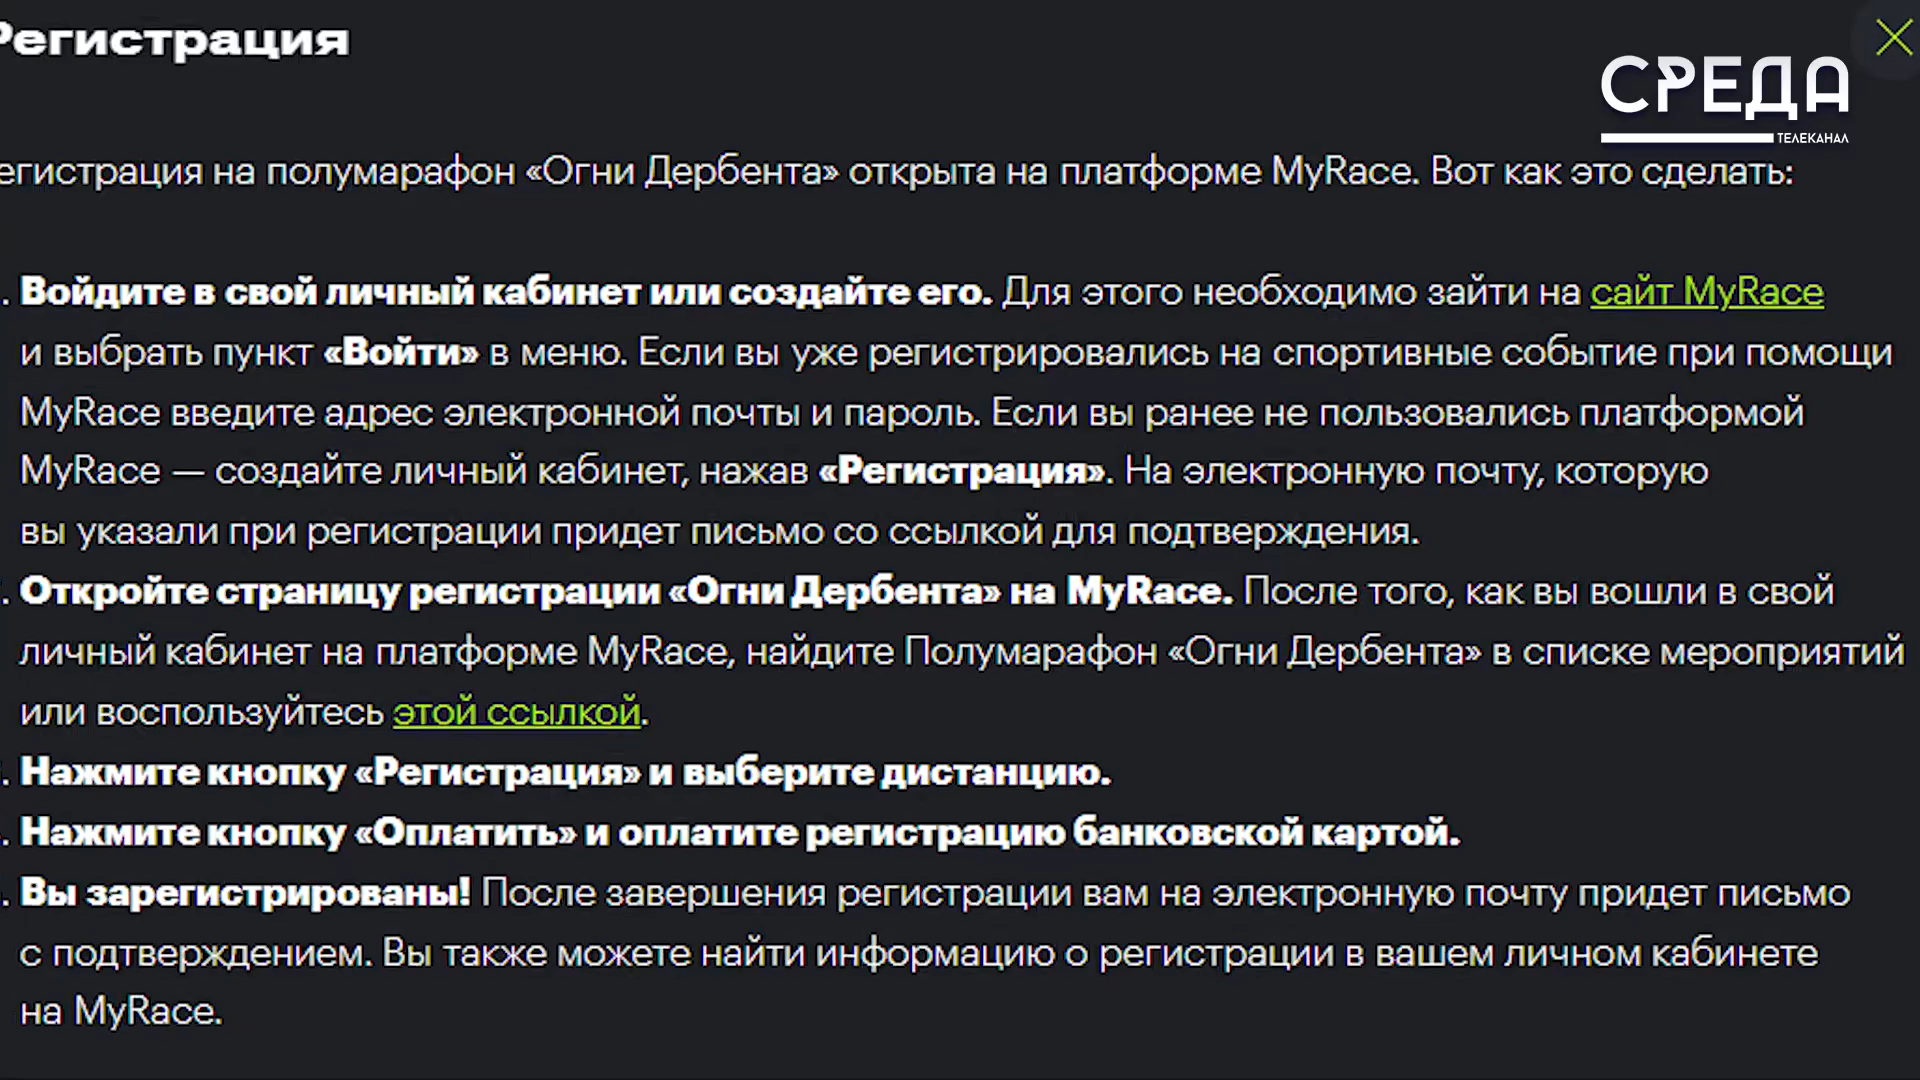 Регистрация
СРЕДА
ТЕЛЕКАНАЛ
егистрация на полумарафон «Огни Дербента» открыта на платформе MyRace. Вот как это сделать:
. Войдите в свой личный кабинет или создайте его. Для этого необходимо зайти на сайт MyRace
и выбрать пункт «Войти» в меню. Если вы уже регистрировались на спортивные событие при помощи
MyRace введите адрес электронной почты и пароль. Если вы ранее не пользовались платформой
MyRace — создайте личный кабинет, нажав «Регистрация». На электронную почту, которую
вы указали при регистрации придет письмо со ссылкой для подтверждения.
. Откройте страницу регистрации «Огни Дербента» на MyRace. После того, как вы вошли в свой
личный кабинет на платформе MyRace, найдите Полумарафон «Огни Дербента» в списке мероприятий
или воспользуйтесь этой ссылкой.
. Нажмите кнопку «Регистрация» и выберите дистанцию.
. Нажмите кнопку «Оплатить» и оплатите регистрацию банковской картой.
. Вы зарегистрированы! После завершения регистрации вам на электронную почту придет письмо
с подтверждением. Вы также можете найти информацию о регистрации в вашем личном кабинете
на MyRace.